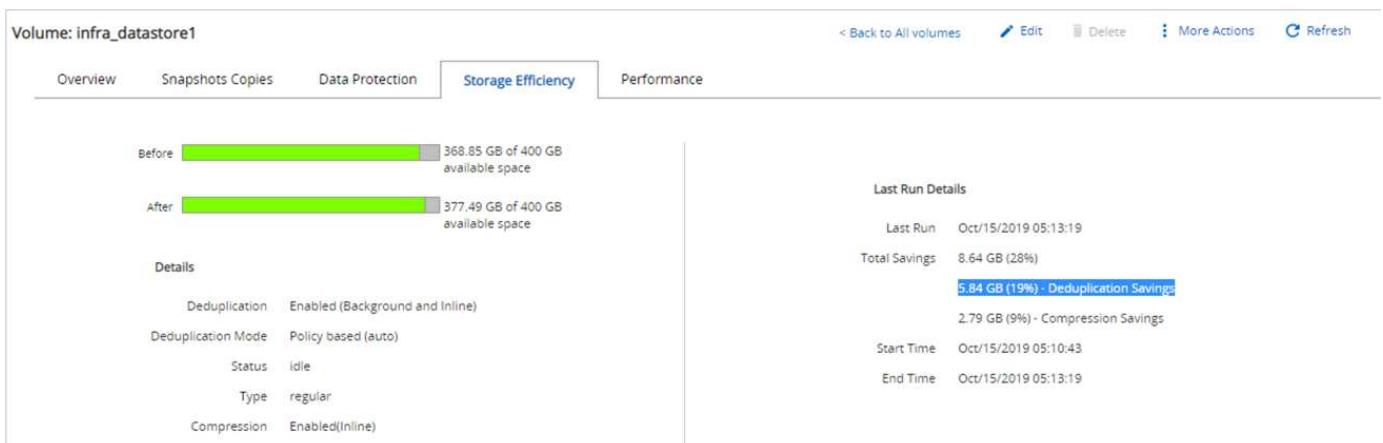 Volume: infra_datastore1
< Back to All volumes Edit Delete More Actions Refresh
Overview Snapshots Copies Data Protection Storage Efficiency Performance
Before 368.85 GB of 400 GB
available space
After 377.49 GB of 400 GB
available space
Details
Deduplication Enabled (Background and Inline)
Deduplication Mode Policy based (auto)
Status idle
Type regular
Compression Enabled(Inline)
Last Run Details
Last Run Oct/15/2019 05:13:19
Total Savings 8.64 GB (28%)
5.84 GB (19%) - Deduplication Savings
2.79 GB (9%) - Compression Savings
Start Time Oct/15/2019 05:10:43
End Time Oct/15/2019 05:13:19